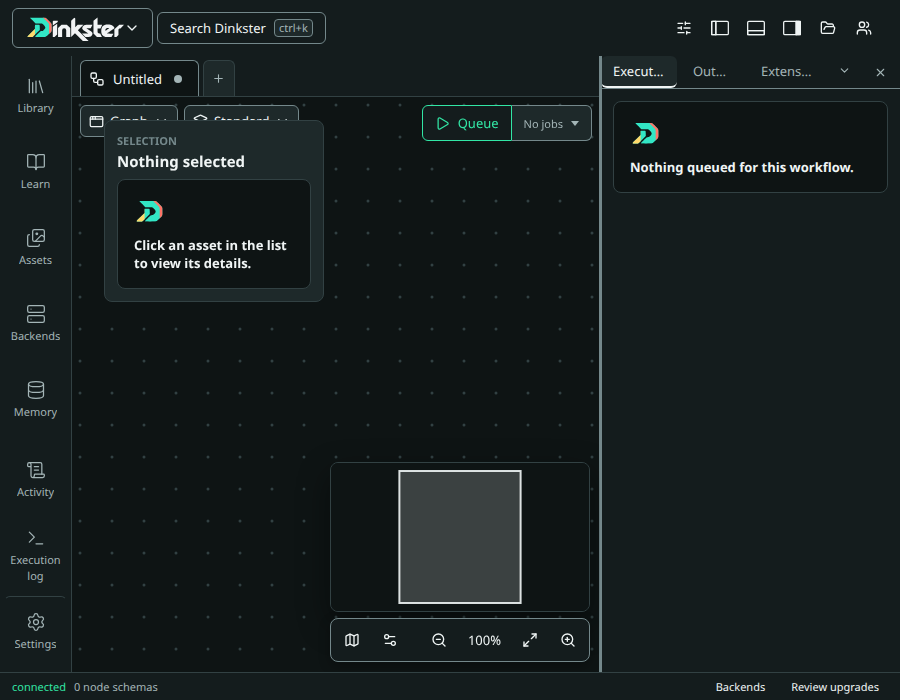 Dinkster
Search Dinkster ctrl+k
Library
Learn
Assets
Backends
Memory
Activity
Execution
log
Settings
Untitled
+
Graph
Standard
Queue
No jobs
SELECTION
Nothing selected
Click an asset in the list
to view its details.
100%
Execut...
Out...
Extens...
Nothing queued for this workflow.
connected
0 node schemas
Backends
Review upgrades